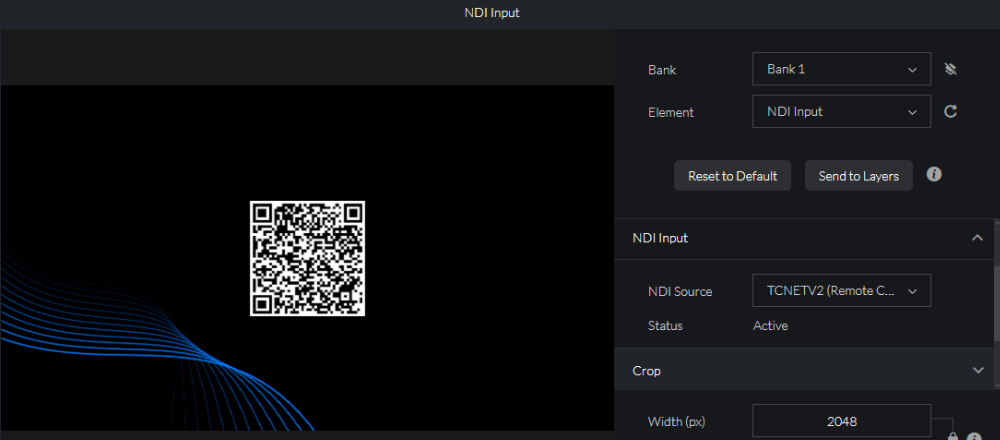 NDI Input
Bank
Bank 1
Element
NDI Input
Reset to Default
Send to Layers
NDI Input
NDI Source
TCNETV2 (Remote C...
Status
Active
Crop
Width (px)
2048